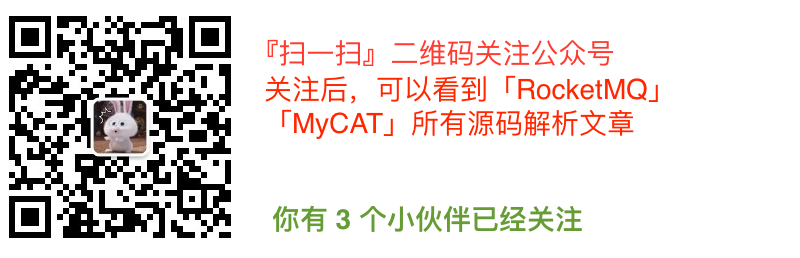 『扫一扫』二维码关注公众号
关注后，可以看到「RocketMQ」
「MyCAT」所有源码解析文章
你有 3 个小伙伴已经关注